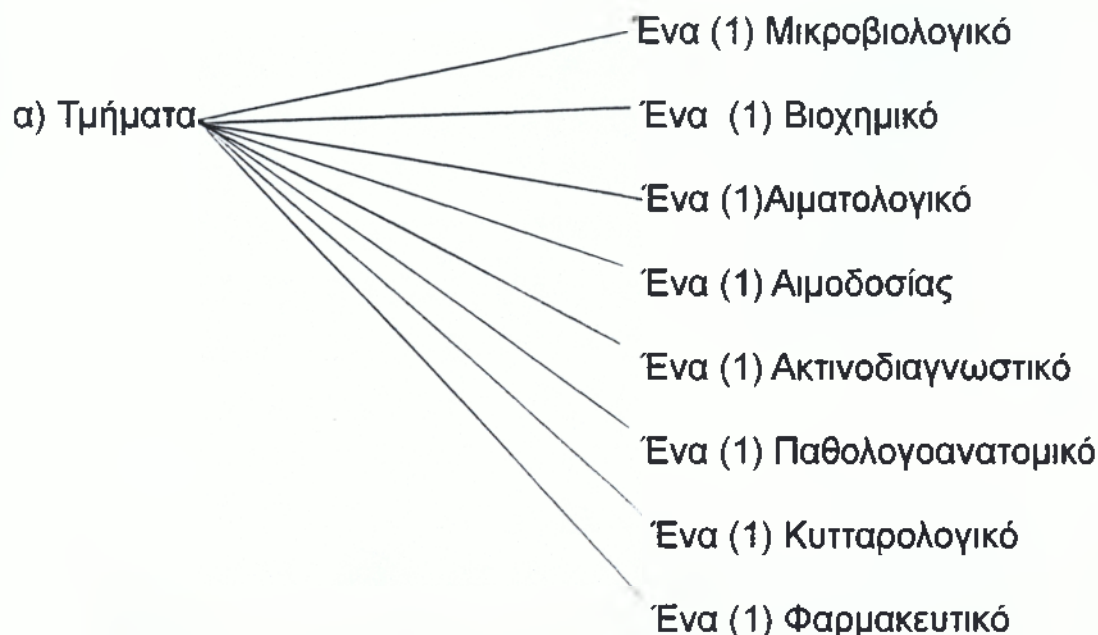 Ένα (1) Μικροβιολογικό
α) Τμήματα
Ένα (1) Βιοχημικό
Ένα (1)Αιματολογικό
Ένα (1) Αιμοδοσίας
Ένα (1) Ακτινοδιαγνωστικό
Ένα (1) Παθολογοανατομικό
Ένα (1) Κυτταρολογικό
Ένα (1) Φαρμακευτικό